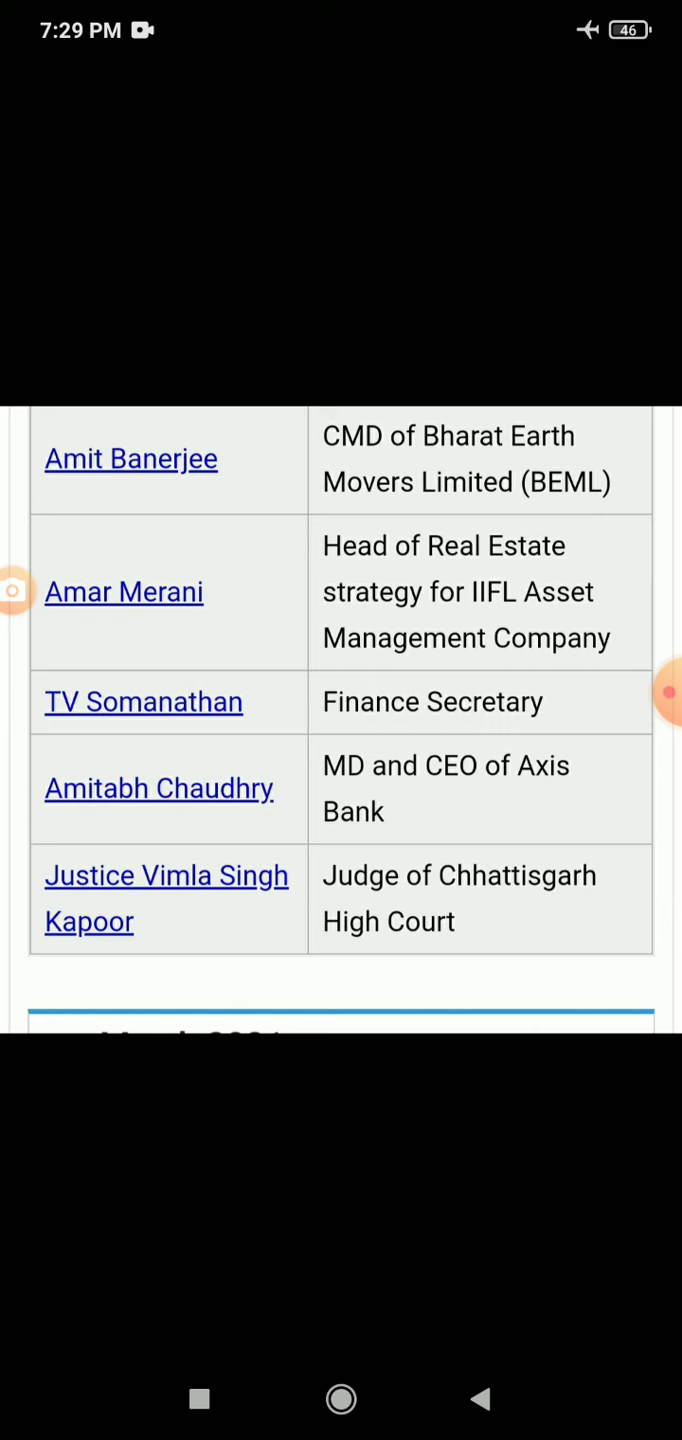 7:29 PM
46
Amit Banerjee
CMD of Bharat Earth
Movers Limited (BEML)
Amar Merani
Head of Real Estate
strategy for IIFL Asset
Management Company
TV Somanathan
Finance Secretary
Amitabh Chaudhry
MD and CEO of Axis
Bank
Justice Vimla Singh
Kapoor
Judge of Chhattisgarh
High Court